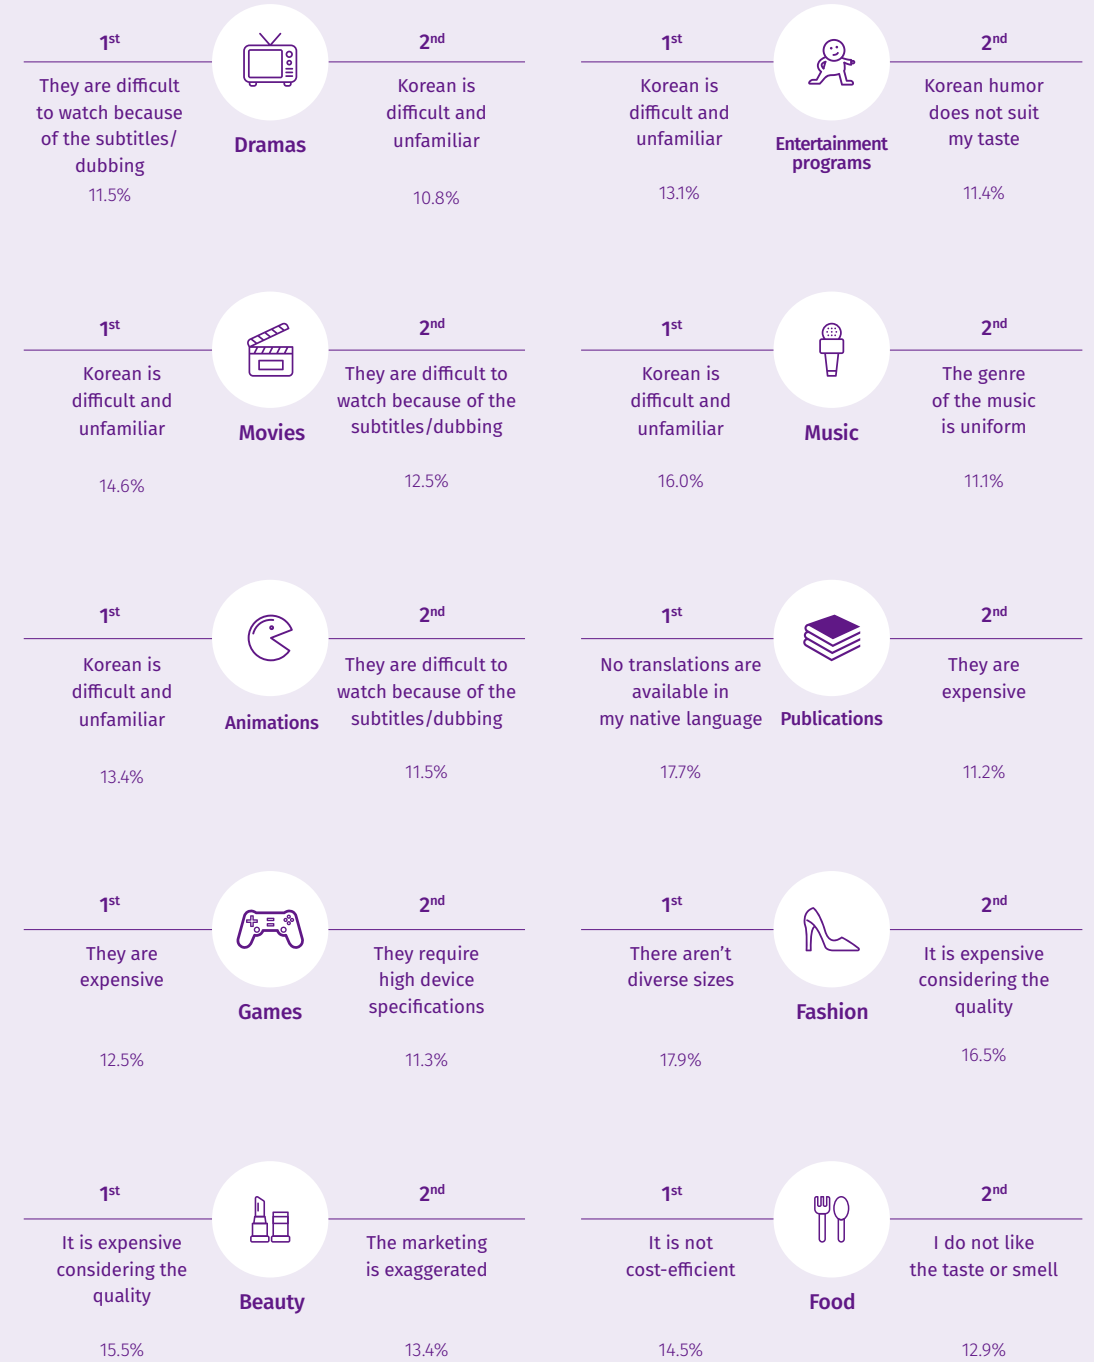 1st
They are difficult
to watch because
of the subtitles/
dubbing
11.5%
Dramas
2nd
Korean is
difficult and
unfamiliar
10.8%
1st
Korean is
difficult and
unfamiliar
13.1%
Entertainment
programs
2nd
Korean humor
does not suit
my taste
11.4%
1st
Korean is
difficult and
unfamiliar
14.6%
Movies
2nd
They are difficult to
watch because of the
subtitles/dubbing
12.5%
1st
Korean is
difficult and
unfamiliar
16.0%
Music
2nd
The genre
of the music
is uniform
11.1%
1st
Korean is
difficult and
unfamiliar
13.4%
Animations
2nd
They are difficult to
watch because of the
subtitles/dubbing
11.5%
1st
No translations are
available in
my native language
17.7%
Publications
2nd
They are
expensive
11.2%
1st
They are
expensive
12.5%
Games
2nd
They require
high device
specifications
11.3%
1st
There aren't
diverse sizes
17.9%
Fashion
2nd
It is expensive
considering the
quality
16.5%
1st
It is expensive
considering the
quality
15.5%
Beauty
2nd
The marketing
is exaggerated
13.4%
1st
It is not
cost-efficient
14.5%
Food
2nd
I do not like
the taste or smell
12.9%